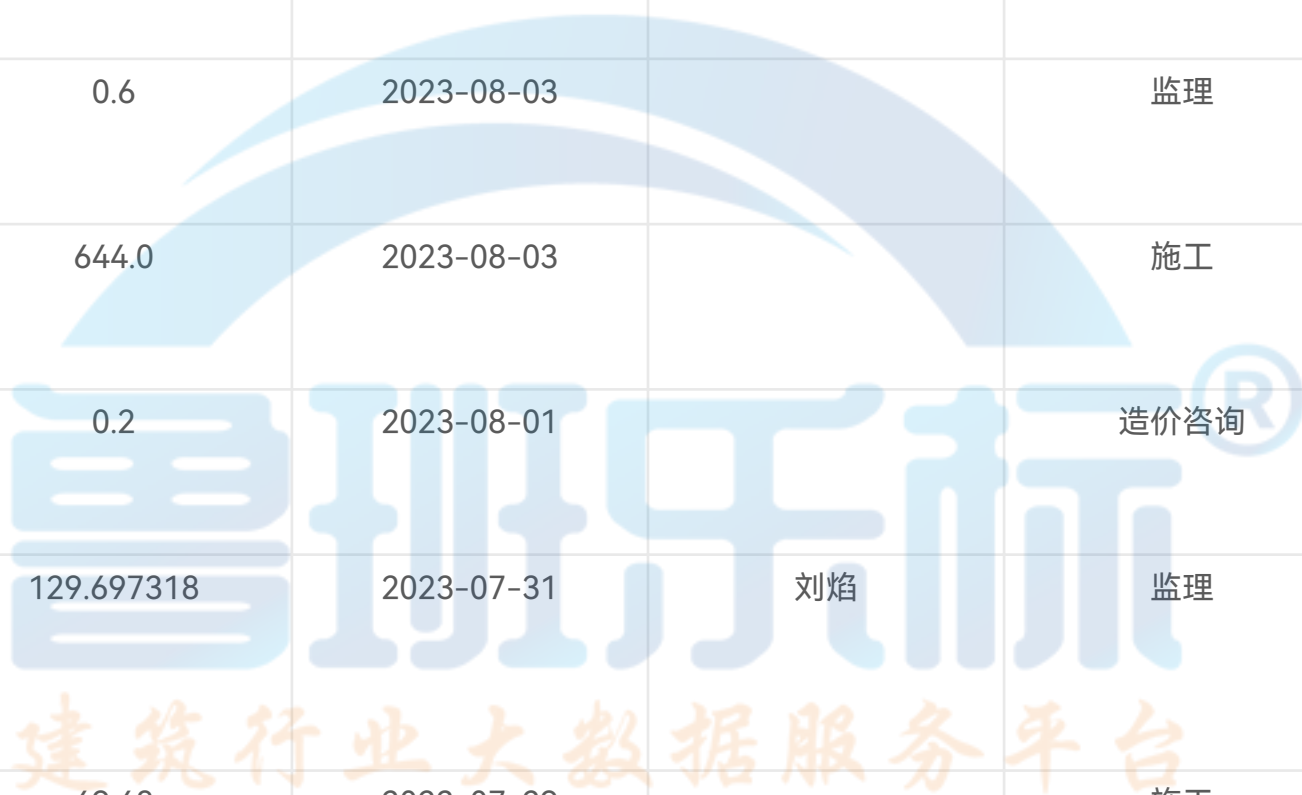 0.6 2023-08-03 监理
644.0 2023-08-03 施工
0.2 2023-08-01 造价咨询
129.697318 2023-07-31 刘焰 监理
鲁班乐标®
建筑行业大数据服务平台